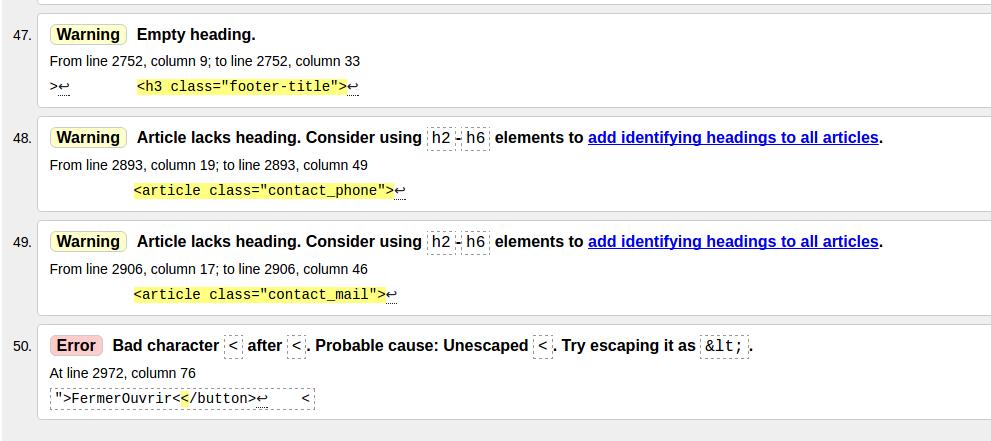 47. Warning Empty heading.
From line 2752, column 9; to line 2752, column 33
>↩ <h3 class="footer-title">↩
48. Warning Article lacks heading. Consider using h2-h6 elements to add identifying headings to all articles.
From line 2893, column 19; to line 2893, column 49
<article class="contact_phone">↩
49. Warning Article lacks heading. Consider using h2-h6 elements to add identifying headings to all articles.
From line 2906, column 17; to line 2906, column 46
<article class="contact_mail">↩
50. Error Bad character < after <. Probable cause: Unescaped <. Try escaping it as &lt;.
At line 2972, column 76
">FermerOuvrir<</button>↩ <